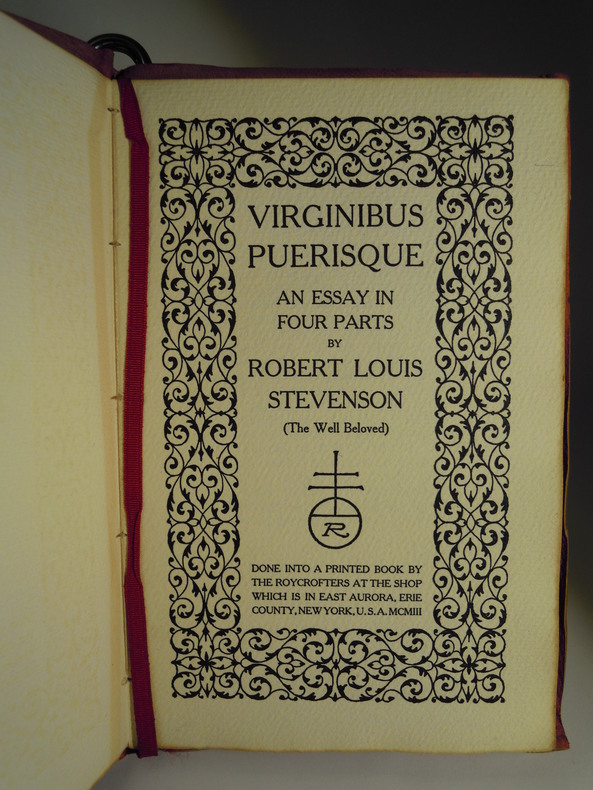 VIRGINIBUS
PUERISQUE
AN ESSAY IN
FOUR PARTS
BY
ROBERT LOUIS
STEVENSON
(The Well Beloved)
R
DONE INTO A PRINTED BOOK BY
THE ROYCROFTERS AT THE SHOP
WHICH IS IN EAST AURORA, ERIE
COUNTY, NEW YORK, U. S. A. MCMIII